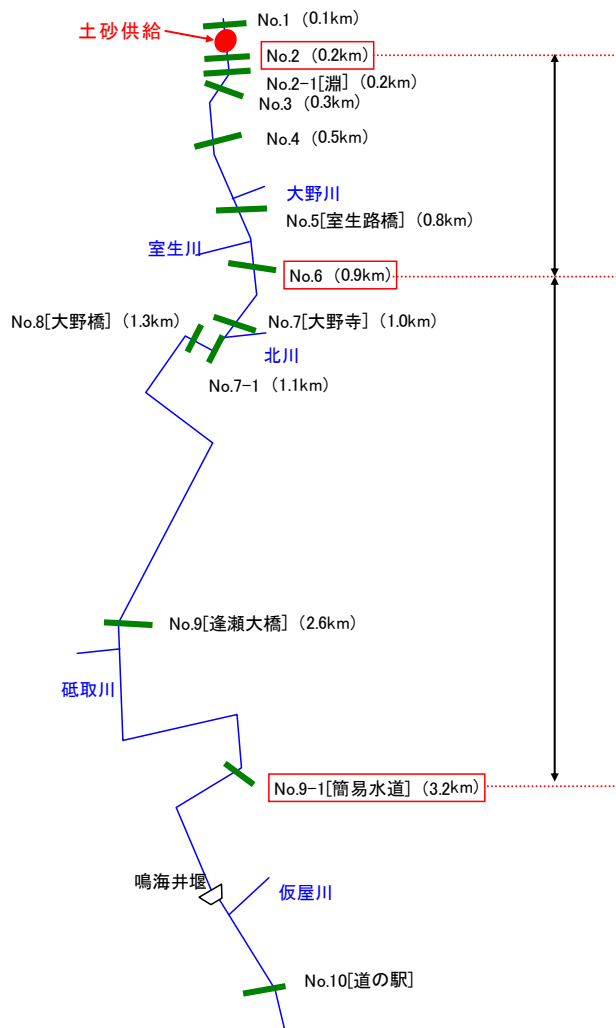 No.1 (0.1km)
土砂供給
No.2 (0.2km)
No.2-1[淵] (0.2km)
No.3 (0.3km)
No.4 (0.5km)
大野川
No.5[室生路橋] (0.8km)
室生川
No.6 (0.9km)
No.8[大野橋] (1.3km)
No.7[大野寺] (1.0km)
北川
No.7-1 (1.1km)
No.9[逢瀬大橋] (2.6km)
砥取川
No.9-1[簡易水道] (3.2km)
鳴海井堰
仮屋川
No.10[道の駅]